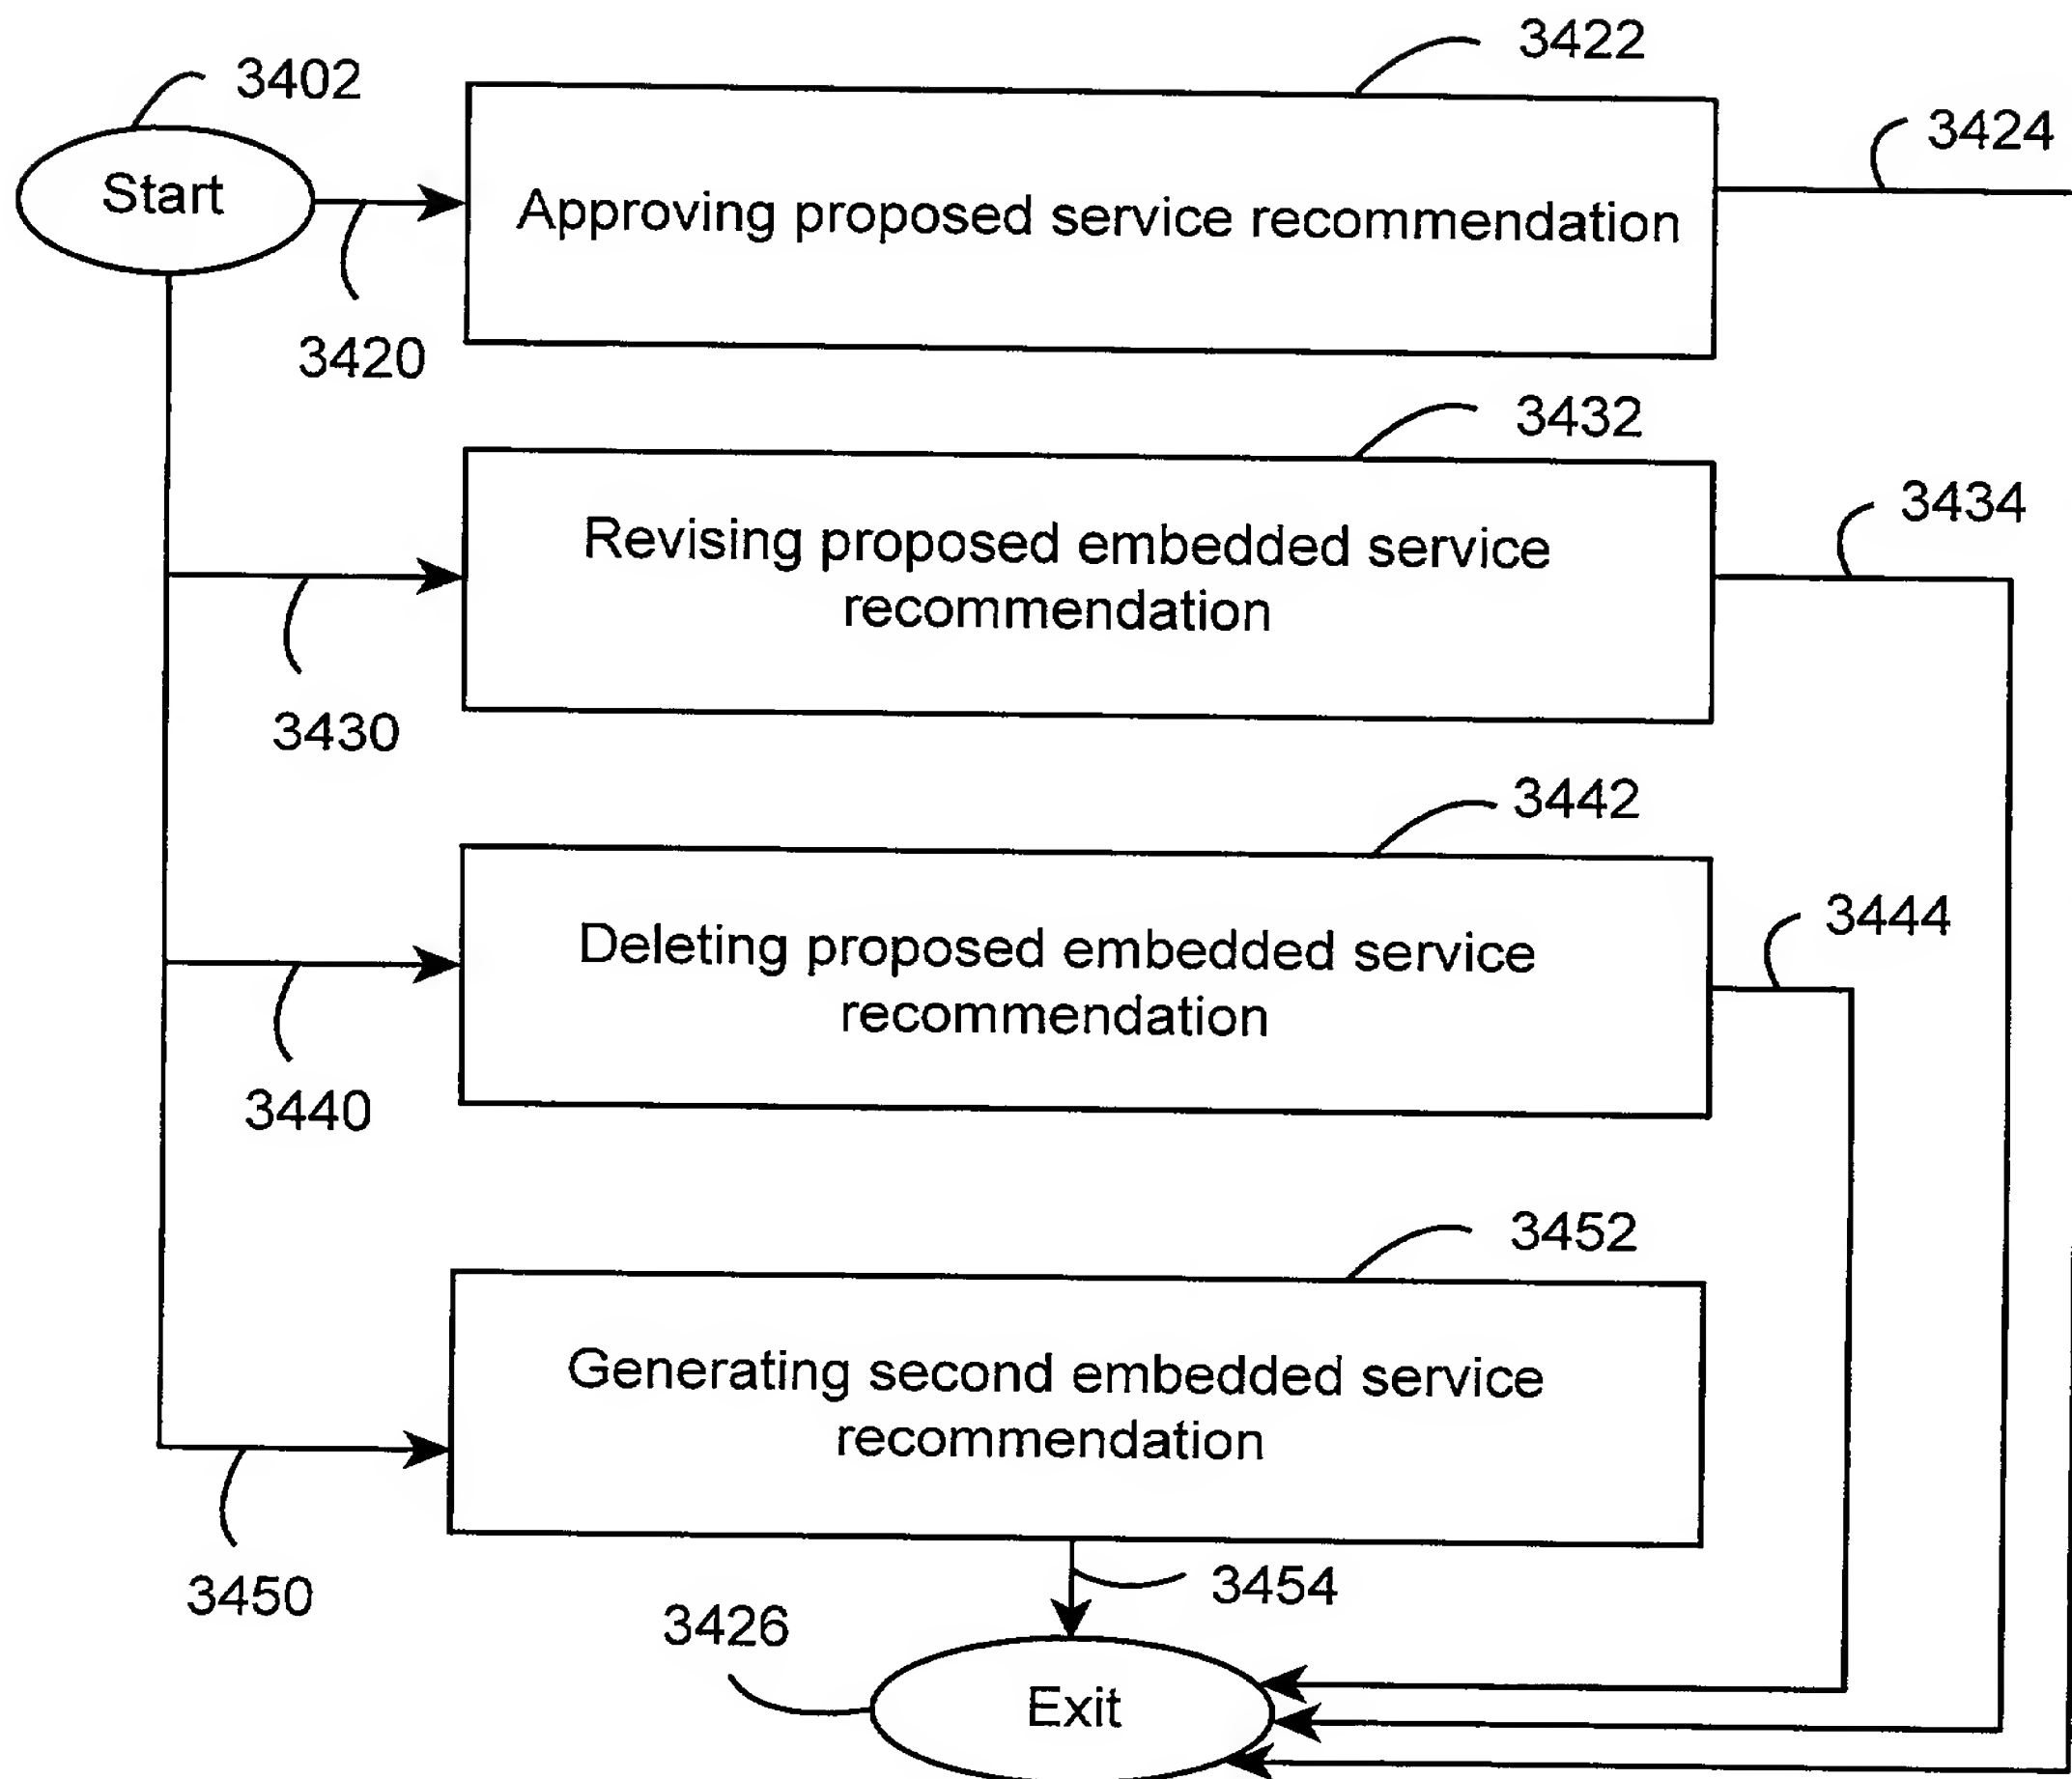 3402
3422
3424
Start
Approving proposed service recommendation
3420
3432
3434
Revising proposed embedded service
recommendation
3430
3442
3444
Deleting proposed embedded service
recommendation
3440
3452
Generating second embedded service
recommendation
3450
3454
3426
Exit